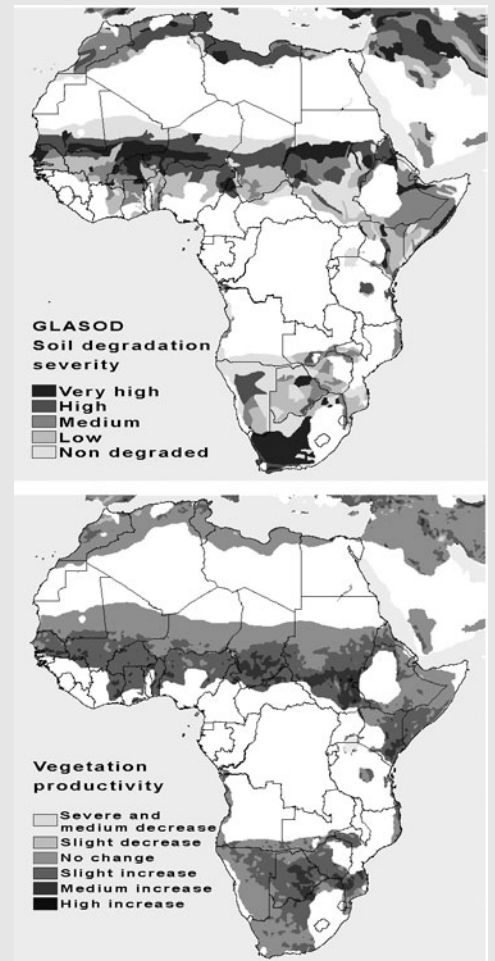 GLASOD
Soil degradation
severity
Very high
High
Medium
Low
Non degraded
Vegetation
productivity
Severe and
medium decrease
Slight decrease
No change
Slight increase
Medium increase
High increase